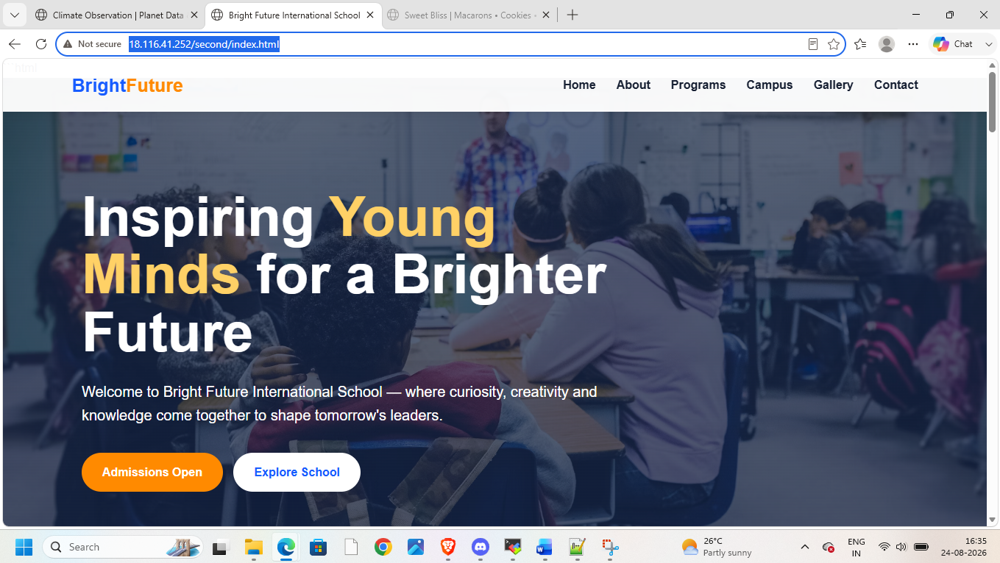 Climate Observation | Planet Data
Bright Future International School
Sweet Bliss | Macarons • Cookies •
Not secure
18.116.41.252/second/index.html
Chat
html
BrightFuture
Home
About
Programs
Campus
Gallery
Contact
Inspiring Young
Minds for a Brighter
Future
Welcome to Bright Future International School — where curiosity, creativity and
knowledge come together to shape tomorrow's leaders.
Admissions Open
Explore School
Search
26°C
Partly sunny
ENG
IN
16:35
24-08-2026